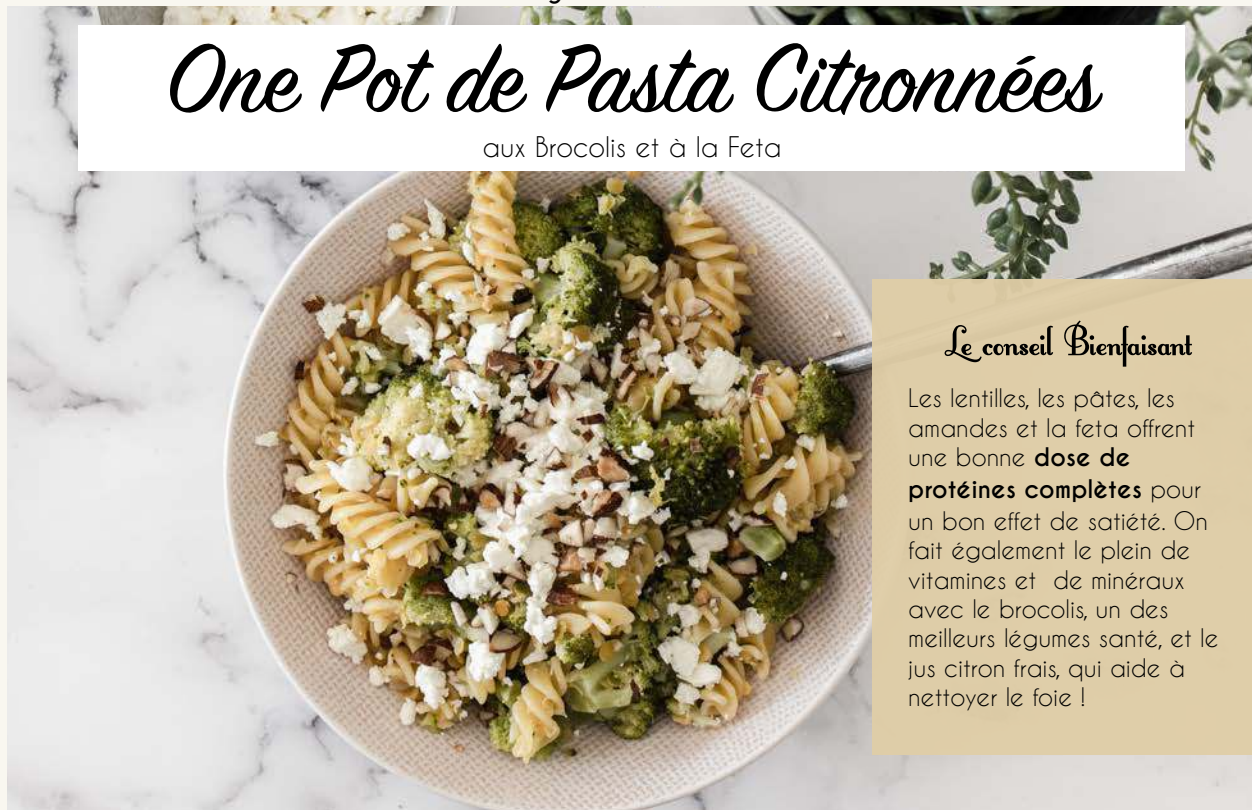 One Pot de Pasta Citronnées
aux Brocolis et à la Feta
Le conseil Bienfaisant
Les lentilles, les pâtes, les
amandes et la feta offrent
une bonne dose de
protéines complètes pour
un bon effet de satiété. On
fait également le plein de
vitamines et de minéraux
avec le brocolis, un des
meilleurs légumes santé, et le
jus citron frais, qui aide à
nettoyer le foie !